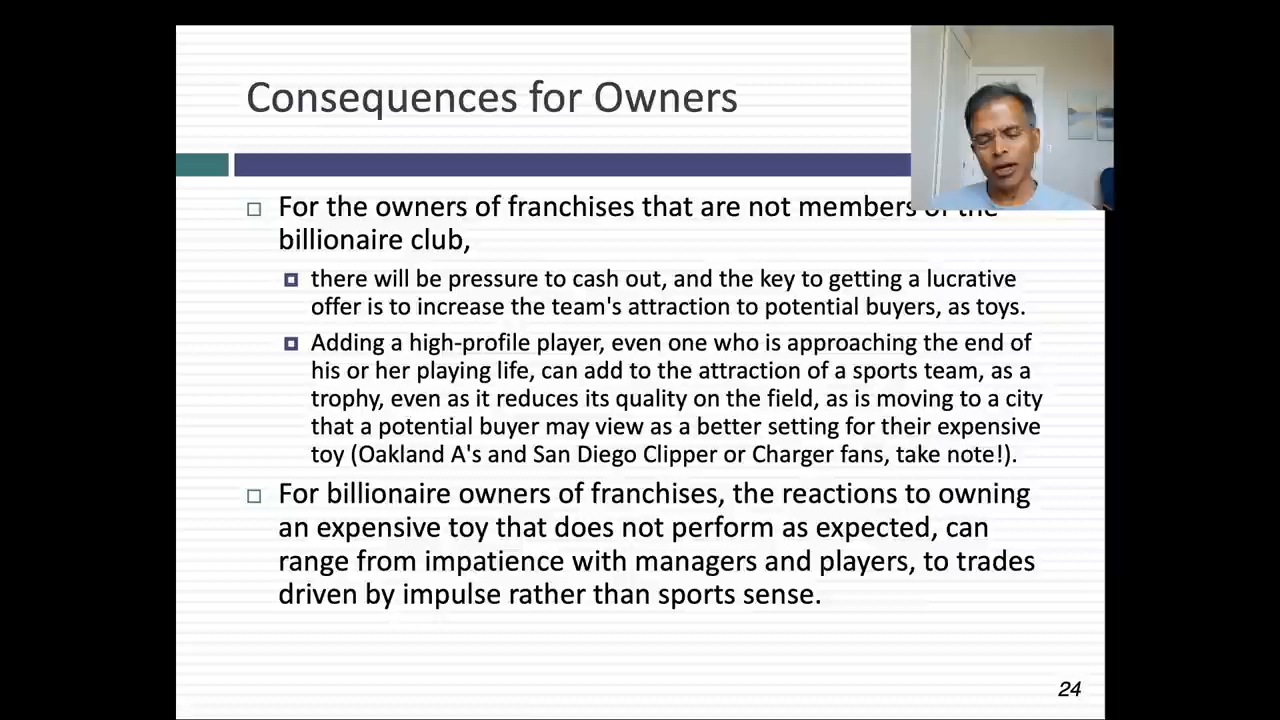 Consequences for Owners
For the owners of franchises that are not members of the
billionaire club,
there will be pressure to cash out, and the key to getting a lucrative
offer is to increase the team's attraction to potential buyers, as toys.
Adding a high-profile player, even one who is approaching the end of
his or her playing life, can add to the attraction of a sports team, as a
trophy, even as it reduces its quality on the field, as is moving to a city
that a potential buyer may view as a better setting for their expensive
toy (Oakland A's and San Diego Clipper or Charger fans, take note!).
For billionaire owners of franchises, the reactions to owning
an expensive toy that does not perform as expected, can
range from impatience with managers and players, to trades
driven by impulse rather than sports sense.
24